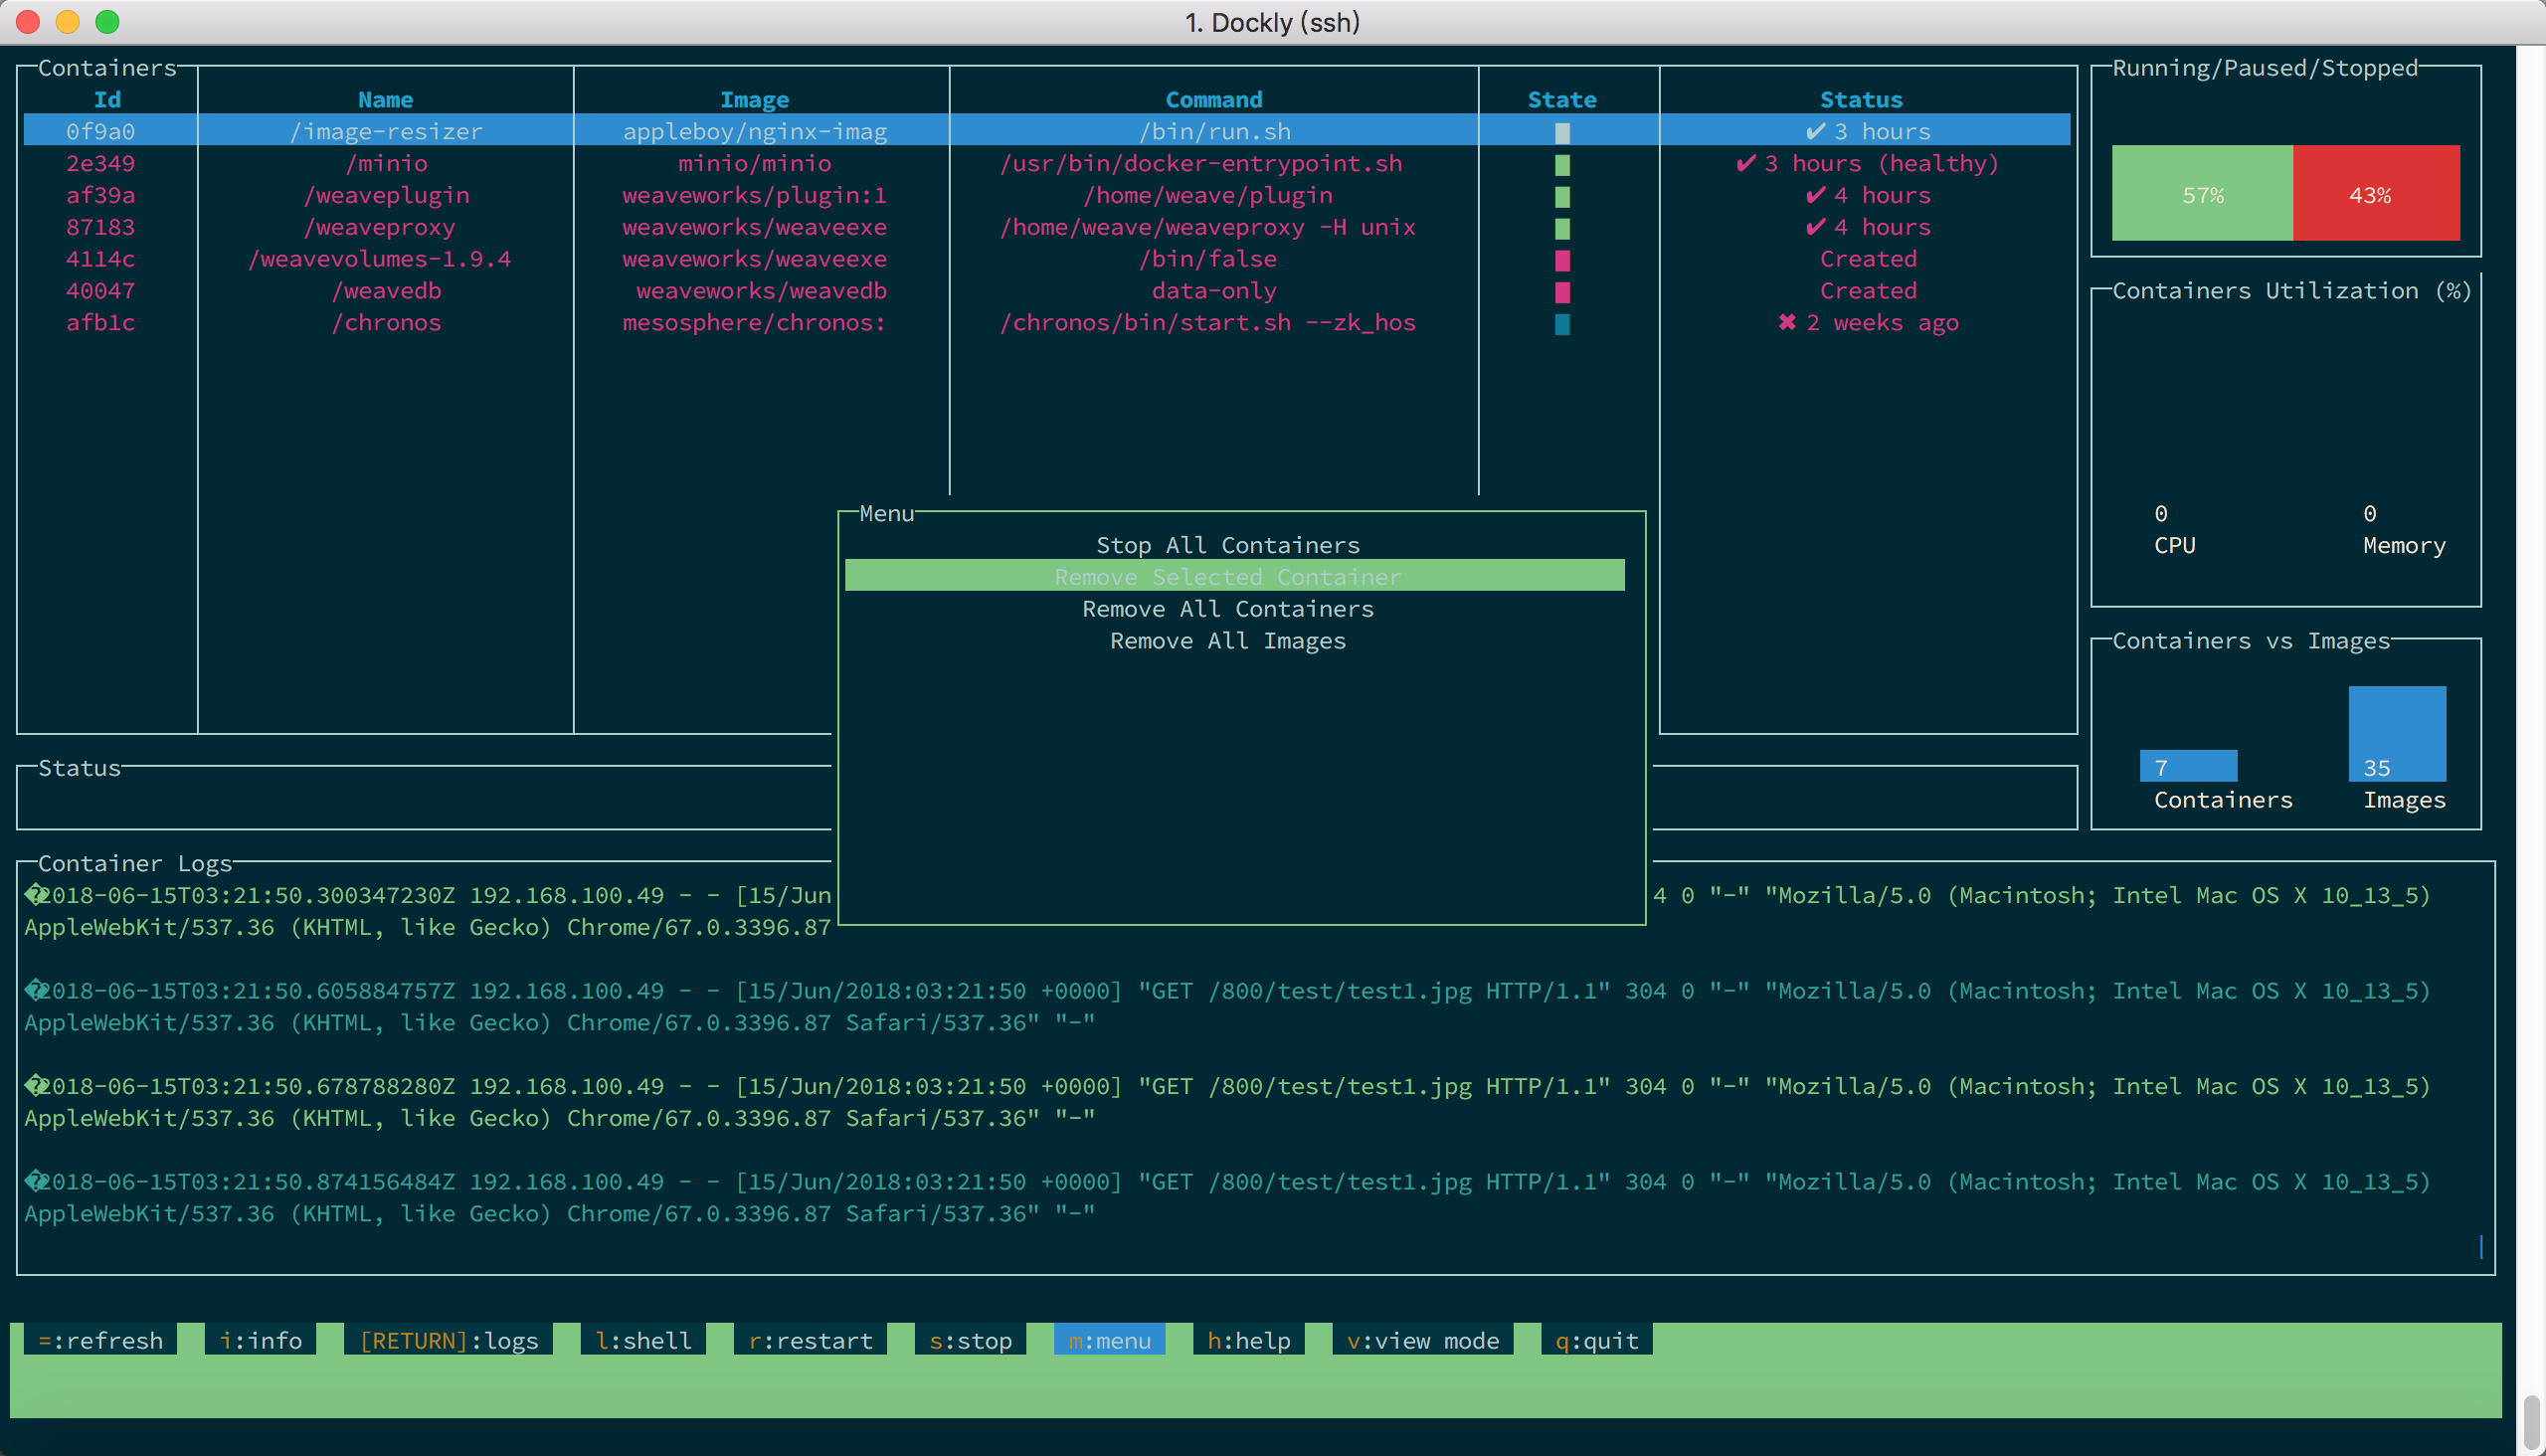 1. Dockly (ssh)
Containers
Id Name Image Command State Status
0f9a0 /image-resizer appleboy/nginx-imag /bin/run.sh ✔ 3 hours
2e349 /minio minio/minio /usr/bin/docker-entrypoint.sh ✔ 3 hours (healthy)
af39a /weaveplugin weaveworks/plugin:1 /home/weave/plugin ✔ 4 hours
87183 /weaveproxy weaveworks/weaveexe /home/weave/weaveproxy -H unix ✔ 4 hours
4114c /weavevolumes-1.9.4 weaveworks/weaveexe /bin/false Created
40047 /weavedb weaveworks/weavedb data-only Created
afb1c /chronos mesosphere/chronos: /chronos/bin/start.sh --zk_hos ✖ 2 weeks ago
Running/Paused/Stopped
57% 43%
Containers Utilization (%)
0 0
CPU Memory
Menu
Stop All Containers
Remove Selected Container
Remove All Containers
Remove All Images
Containers vs Images
7 35
Containers Images
Status
Container Logs
�2018-06-15T03:21:50.300347230Z 192.168.100.49 - - [15/Jun 4 0 "-" "Mozilla/5.0 (Macintosh; Intel Mac OS X 10_13_5)
AppleWebKit/537.36 (KHTML, like Gecko) Chrome/67.0.3396.87
�2018-06-15T03:21:50.605884757Z 192.168.100.49 - - [15/Jun/2018:03:21:50 +0000] "GET /800/test/test1.jpg HTTP/1.1" 304 0 "-" "Mozilla/5.0 (Macintosh; Intel Mac OS X 10_13_5)
AppleWebKit/537.36 (KHTML, like Gecko) Chrome/67.0.3396.87 Safari/537.36" "-"
�2018-06-15T03:21:50.678788280Z 192.168.100.49 - - [15/Jun/2018:03:21:50 +0000] "GET /800/test/test1.jpg HTTP/1.1" 304 0 "-" "Mozilla/5.0 (Macintosh; Intel Mac OS X 10_13_5)
AppleWebKit/537.36 (KHTML, like Gecko) Chrome/67.0.3396.87 Safari/537.36" "-"
�2018-06-15T03:21:50.874156484Z 192.168.100.49 - - [15/Jun/2018:03:21:50 +0000] "GET /800/test/test1.jpg HTTP/1.1" 304 0 "-" "Mozilla/5.0 (Macintosh; Intel Mac OS X 10_13_5)
AppleWebKit/537.36 (KHTML, like Gecko) Chrome/67.0.3396.87 Safari/537.36" "-"
=:refresh i:info [RETURN]:logs l:shell r:restart s:stop m:menu h:help v:view mode q:quit